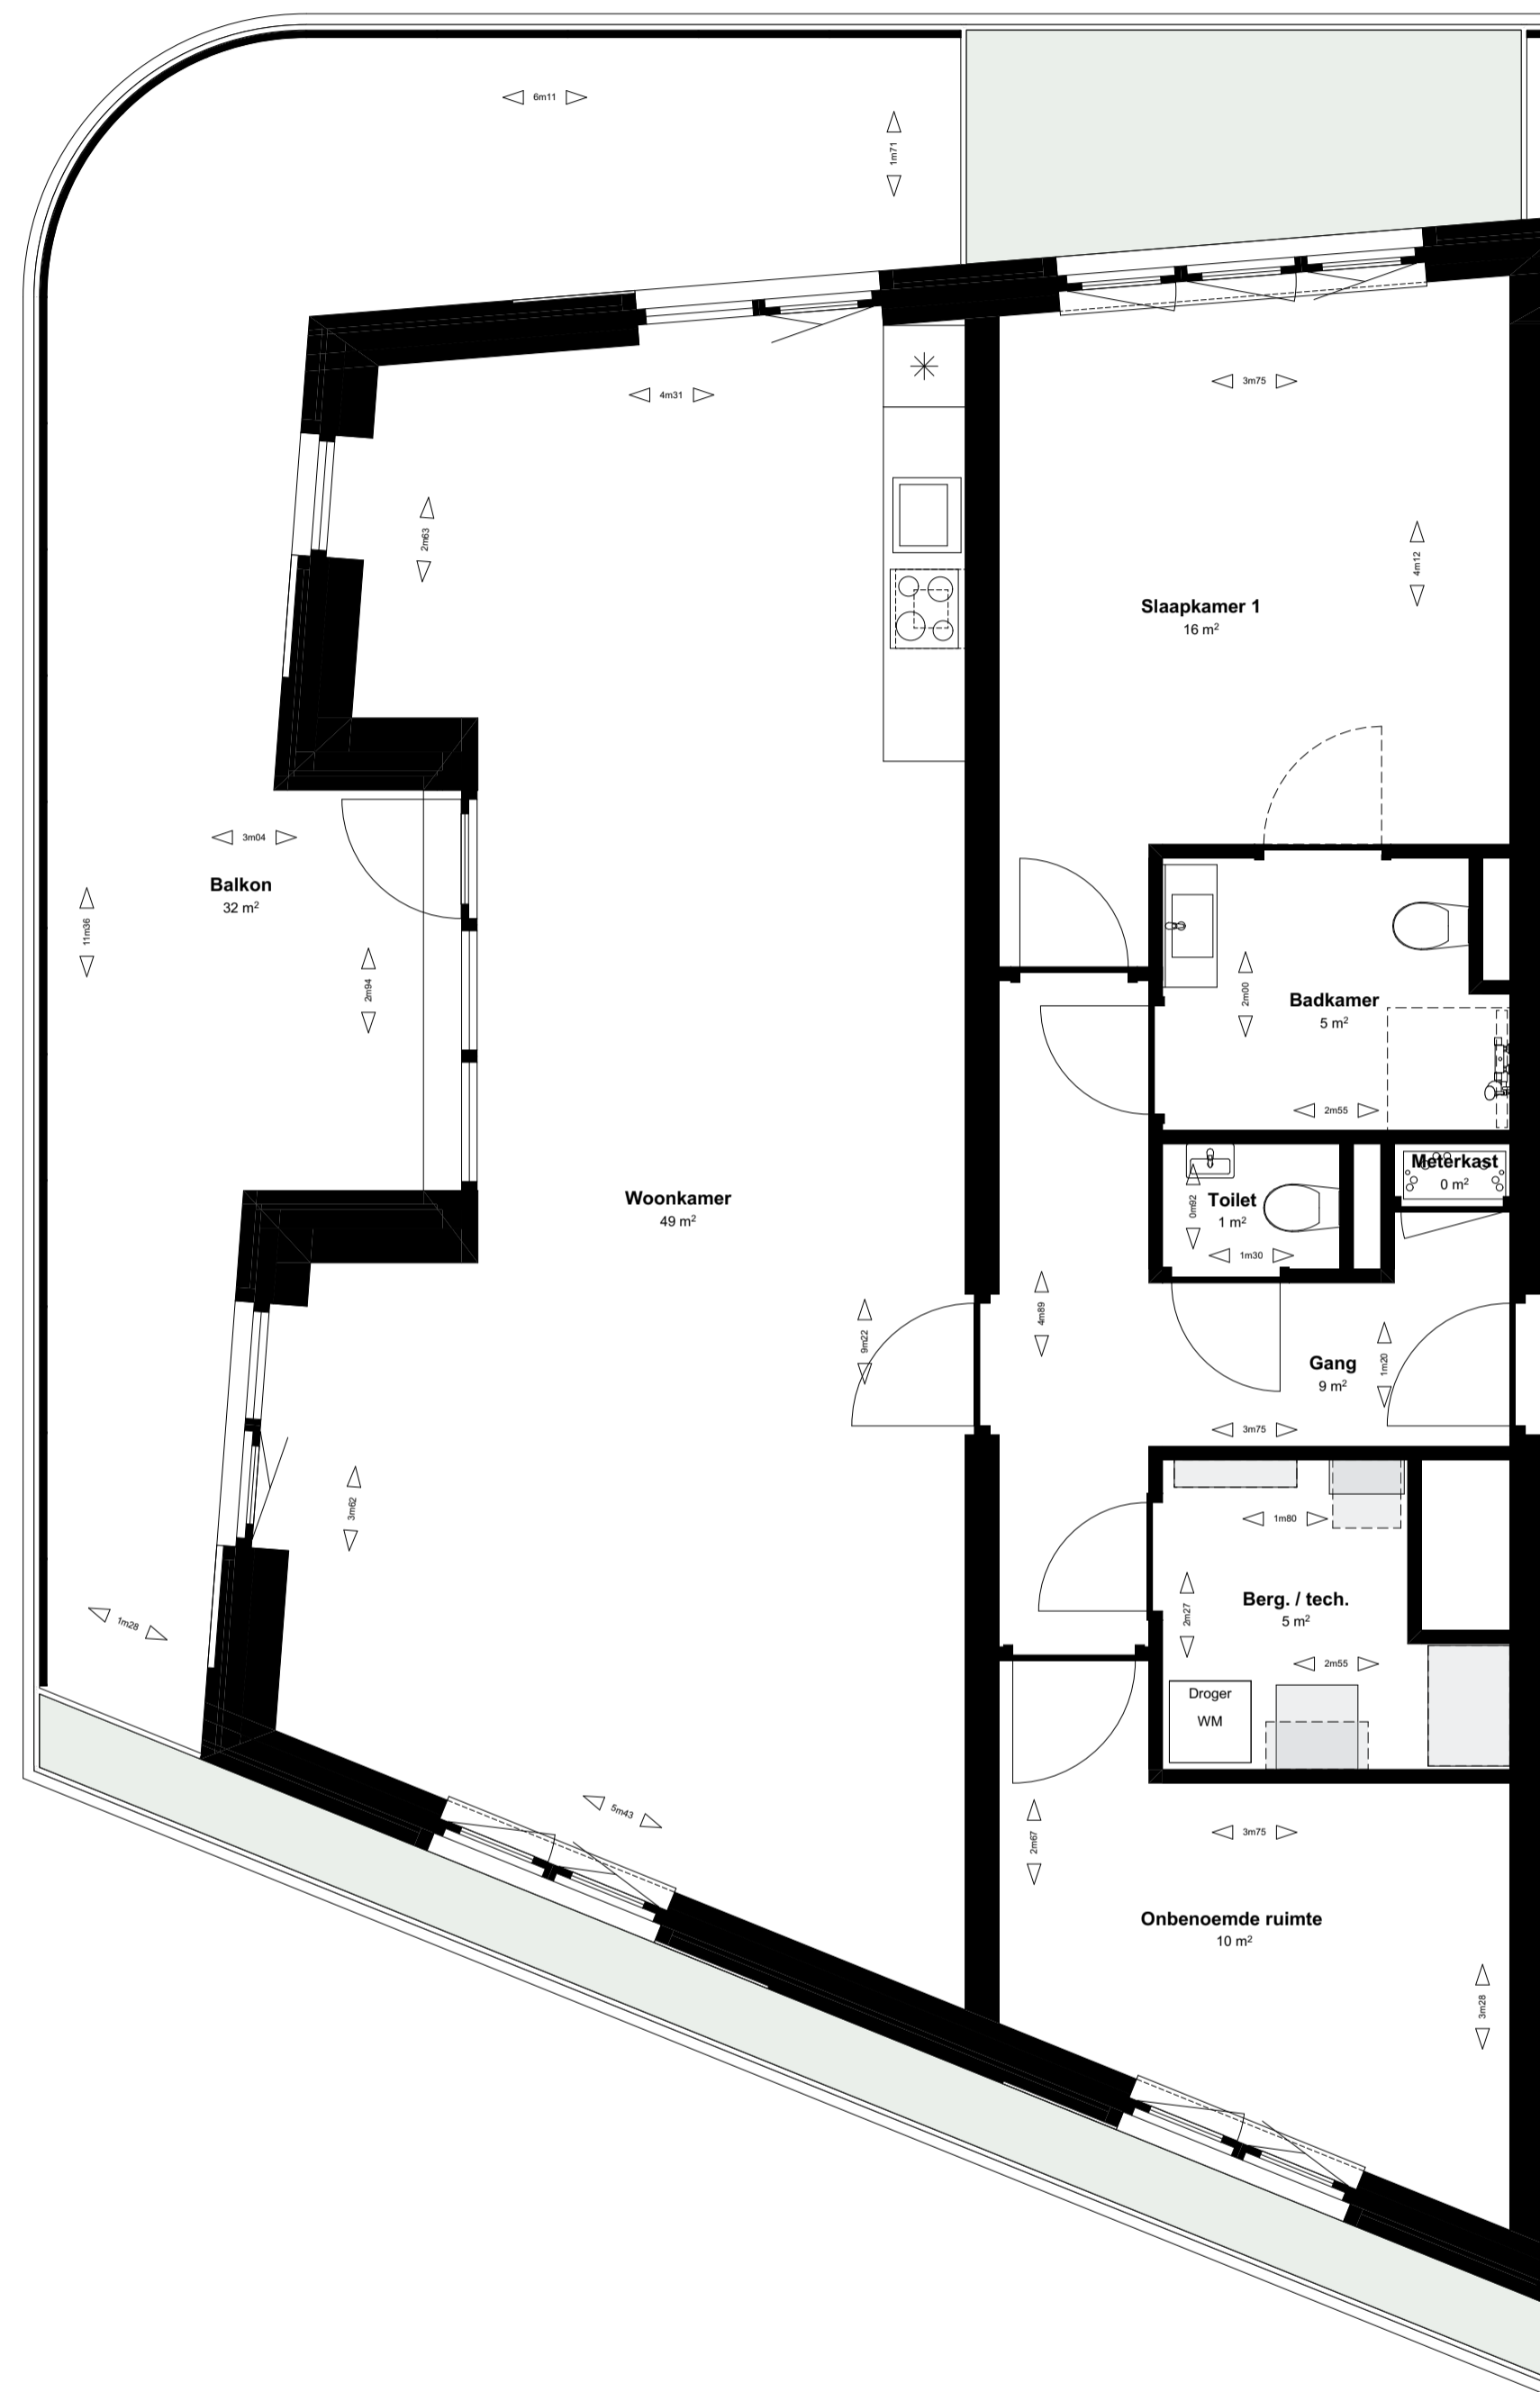 6m11
1m71
4m31
3m75
2m63
4m12
Slaapkamer 1
16 m²
3m04
Balkon
32 m²
11m36
2m94
2m00
Badkamer
5 m²
2m55
Meterkast
0 m²
Woonkamer
49 m²
0m92
Toilet
1 m²
1m30
4m89
9m22
Gang
9 m²
1m20
3m75
3m62
1m80
1m28
2m27
Berg. / tech.
5 m²
2m55
Droger
WM
5m43
2m67
3m75
Onbenoemde ruimte
10 m²
3m28